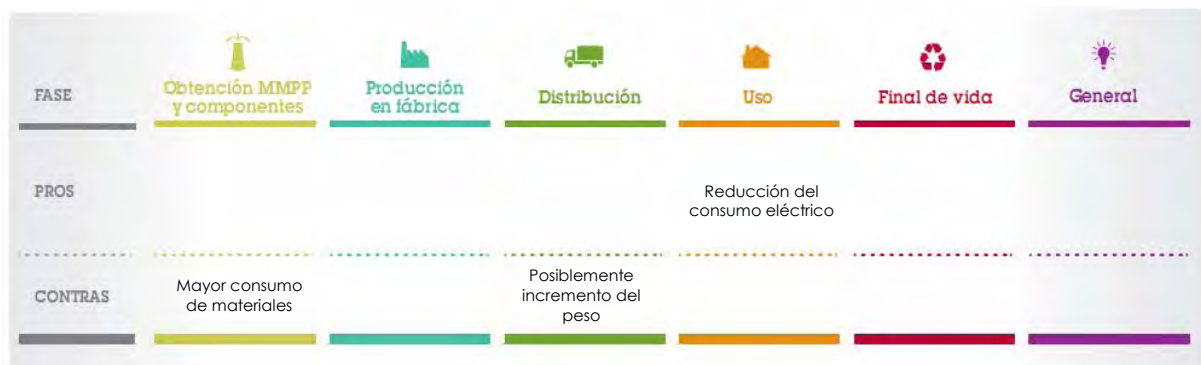 FASE
Obtención MMPP
y componentes
Producción
en fábrica
Distribución
Uso
Final de vida
General
PROS
Reducción del
consumo eléctrico
CONTRAS
Mayor consumo
de materiales
Posiblemente
incremento del
peso